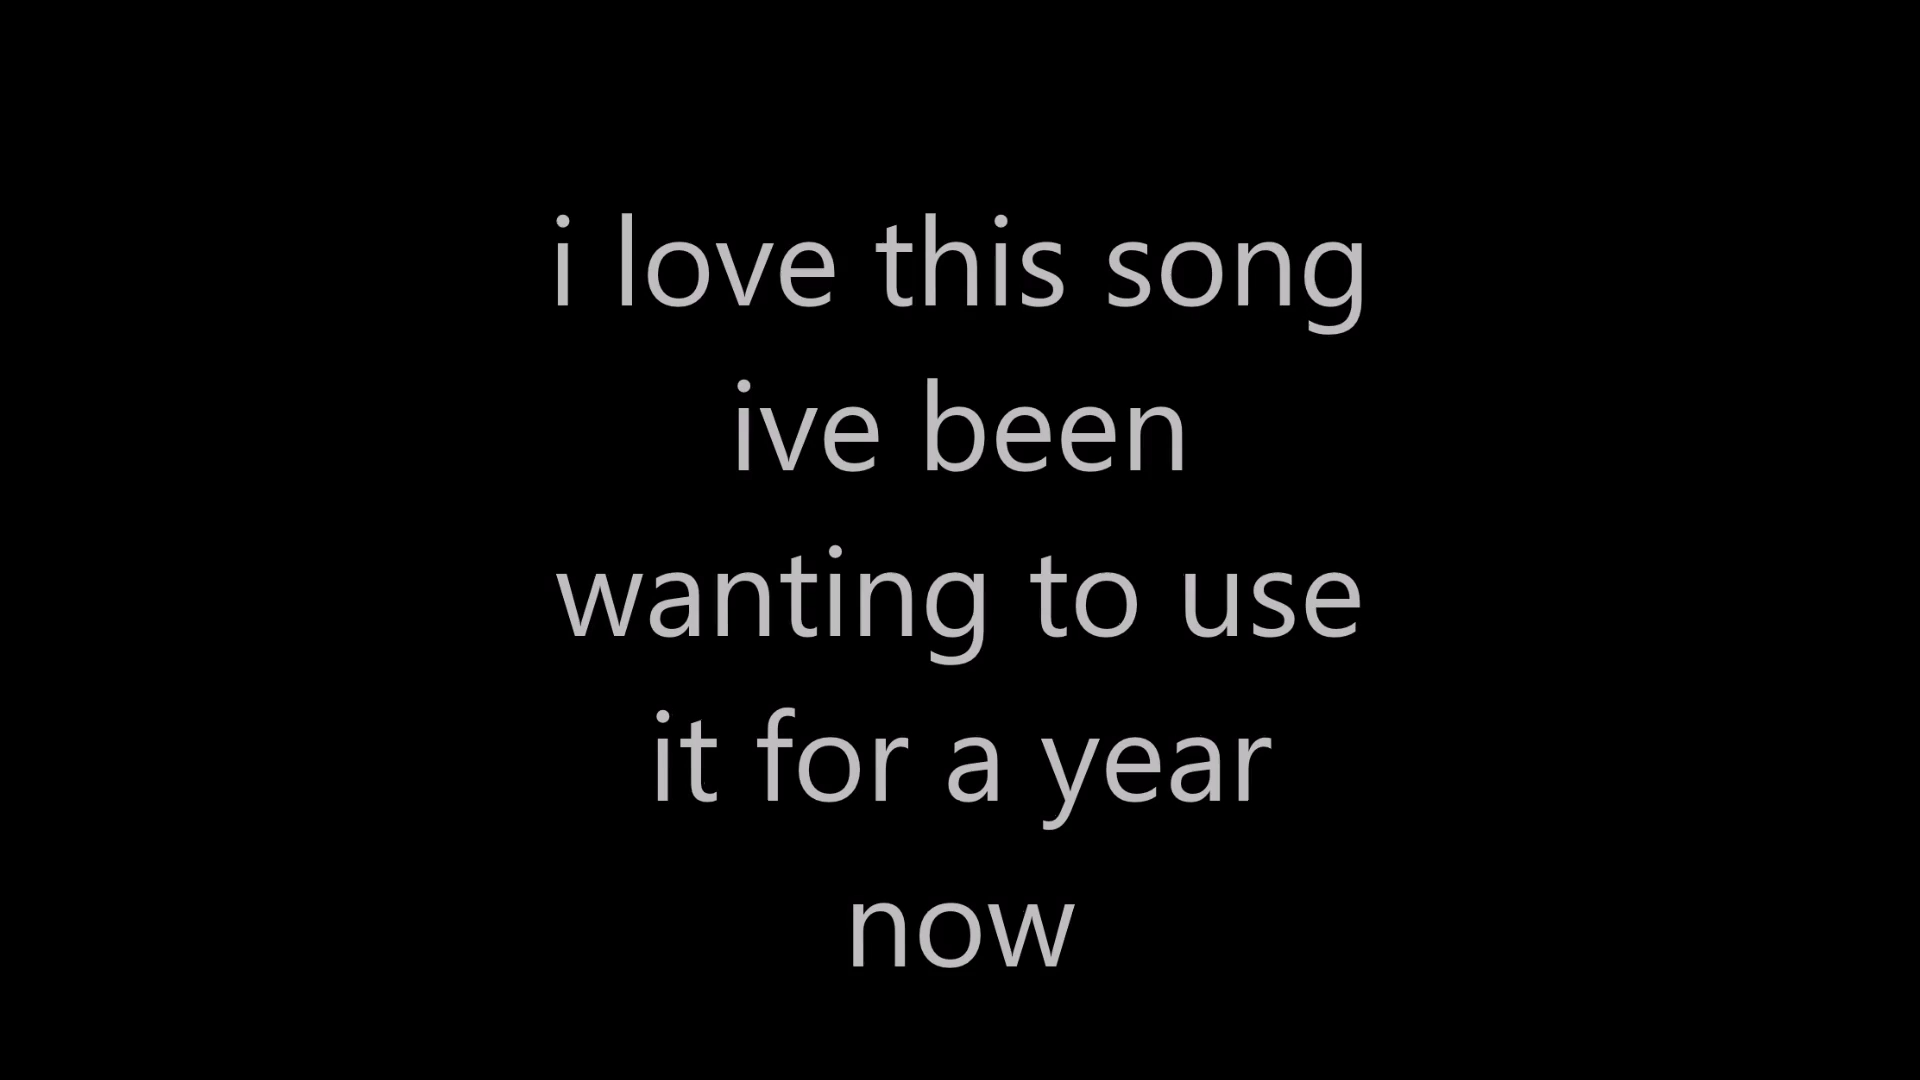 i love this song
ive been
wanting to use
it for a year
now